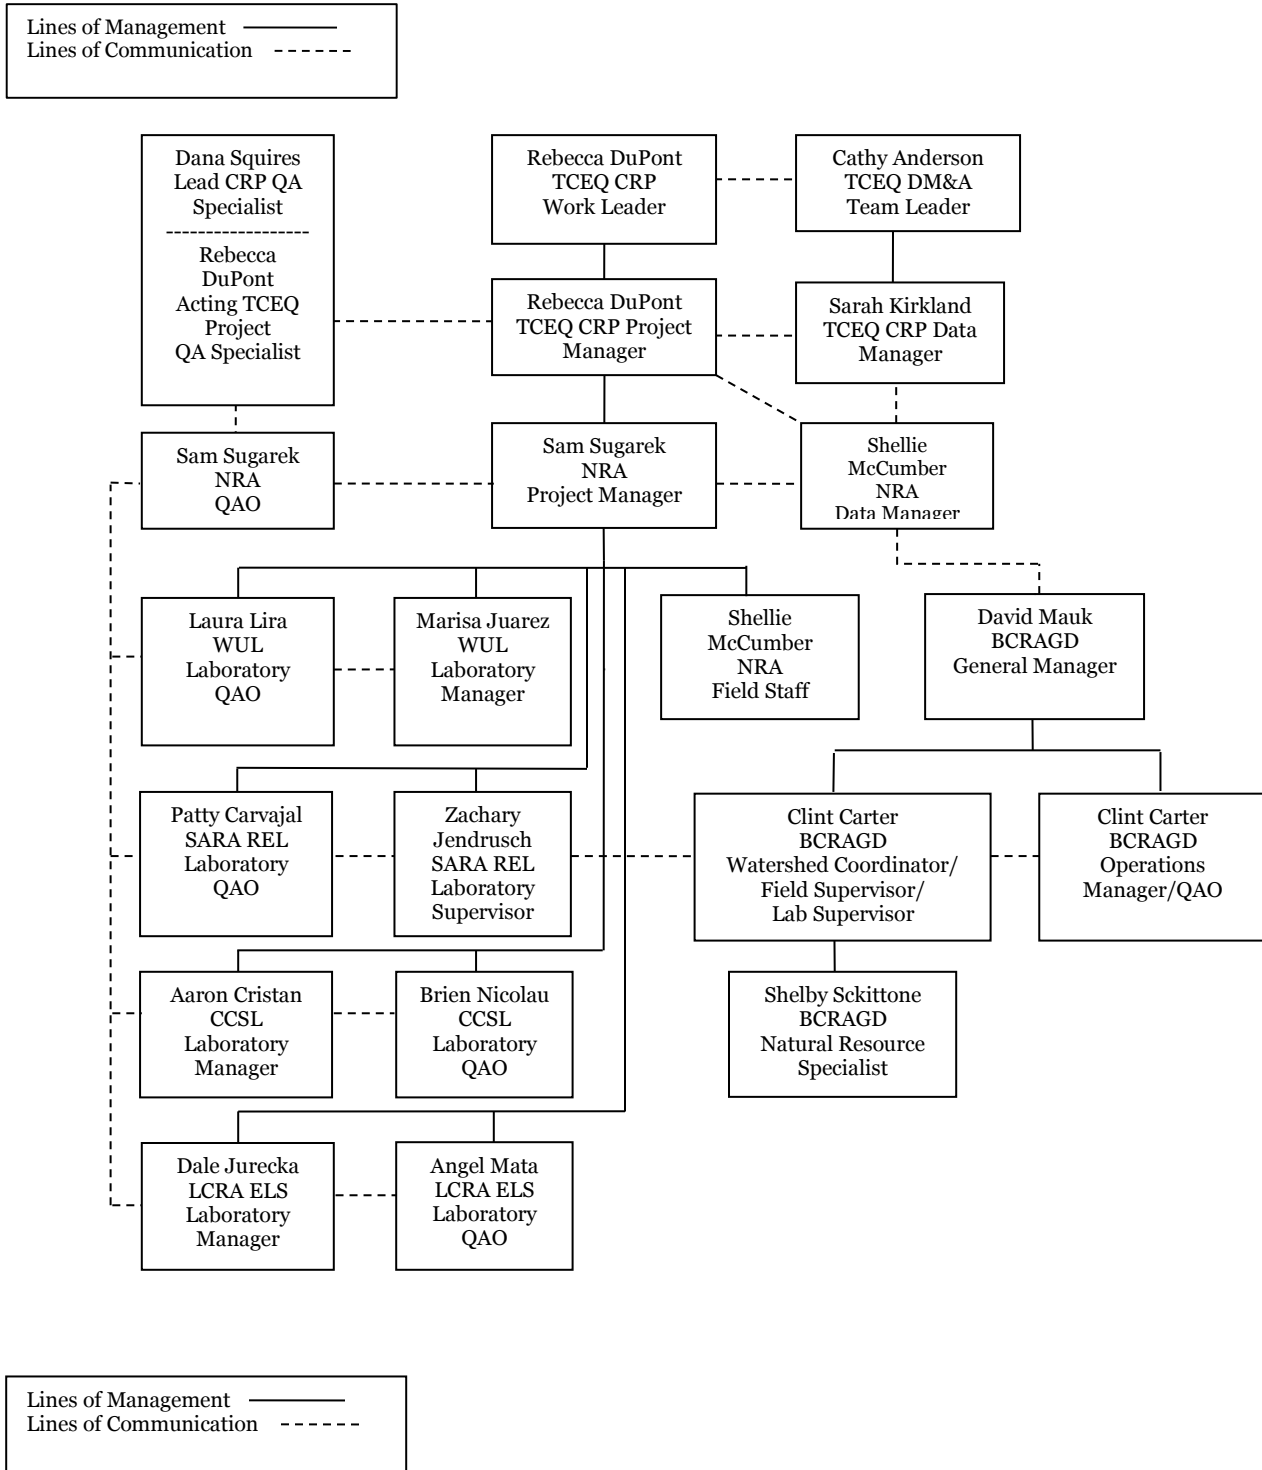 Lines of Management
Lines of Communication
Dana Squires
Lead CRP QA
Specialist
Rebecca
DuPont
Acting TCEQ
Project
QA Specialist
Rebecca DuPont
TCEQ CRP
Work Leader
Cathy Anderson
TCEQ DM&A
Team Leader
Rebecca DuPont
TCEQ CRP Project
Manager
Sarah Kirkland
TCEQ CRP Data
Manager
Sam Sugarek
NRA
QAO
Sam Sugarek
NRA
Project Manager
Shellie
McCumber
NRA
Data Manager
Laura Lira
WUL
Laboratory
QAO
Marisa Juarez
WUL
Laboratory
Manager
Shellie
McCumber
NRA
Field Staff
David Mauk
BCRAGD
General Manager
Patty Carvajal
SARA REL
Laboratory
QAO
Zachary
Jendrusch
SARA REL
Laboratory
Supervisor
Clint Carter
BCRAGD
Watershed Coordinator/
Field Supervisor/
Lab Supervisor
Clint Carter
BCRAGD
Operations
Manager/QAO
Aaron Cristan
CCSL
Laboratory
Manager
Brien Nicolau
CCSL
Laboratory
QAO
Shelby Sckittone
BCRAGD
Natural Resource
Specialist
Dale Jurecka
LCRA ELS
Laboratory
Manager
Angel Mata
LCRA ELS
Laboratory
QAO
Lines of Management
Lines of Communication